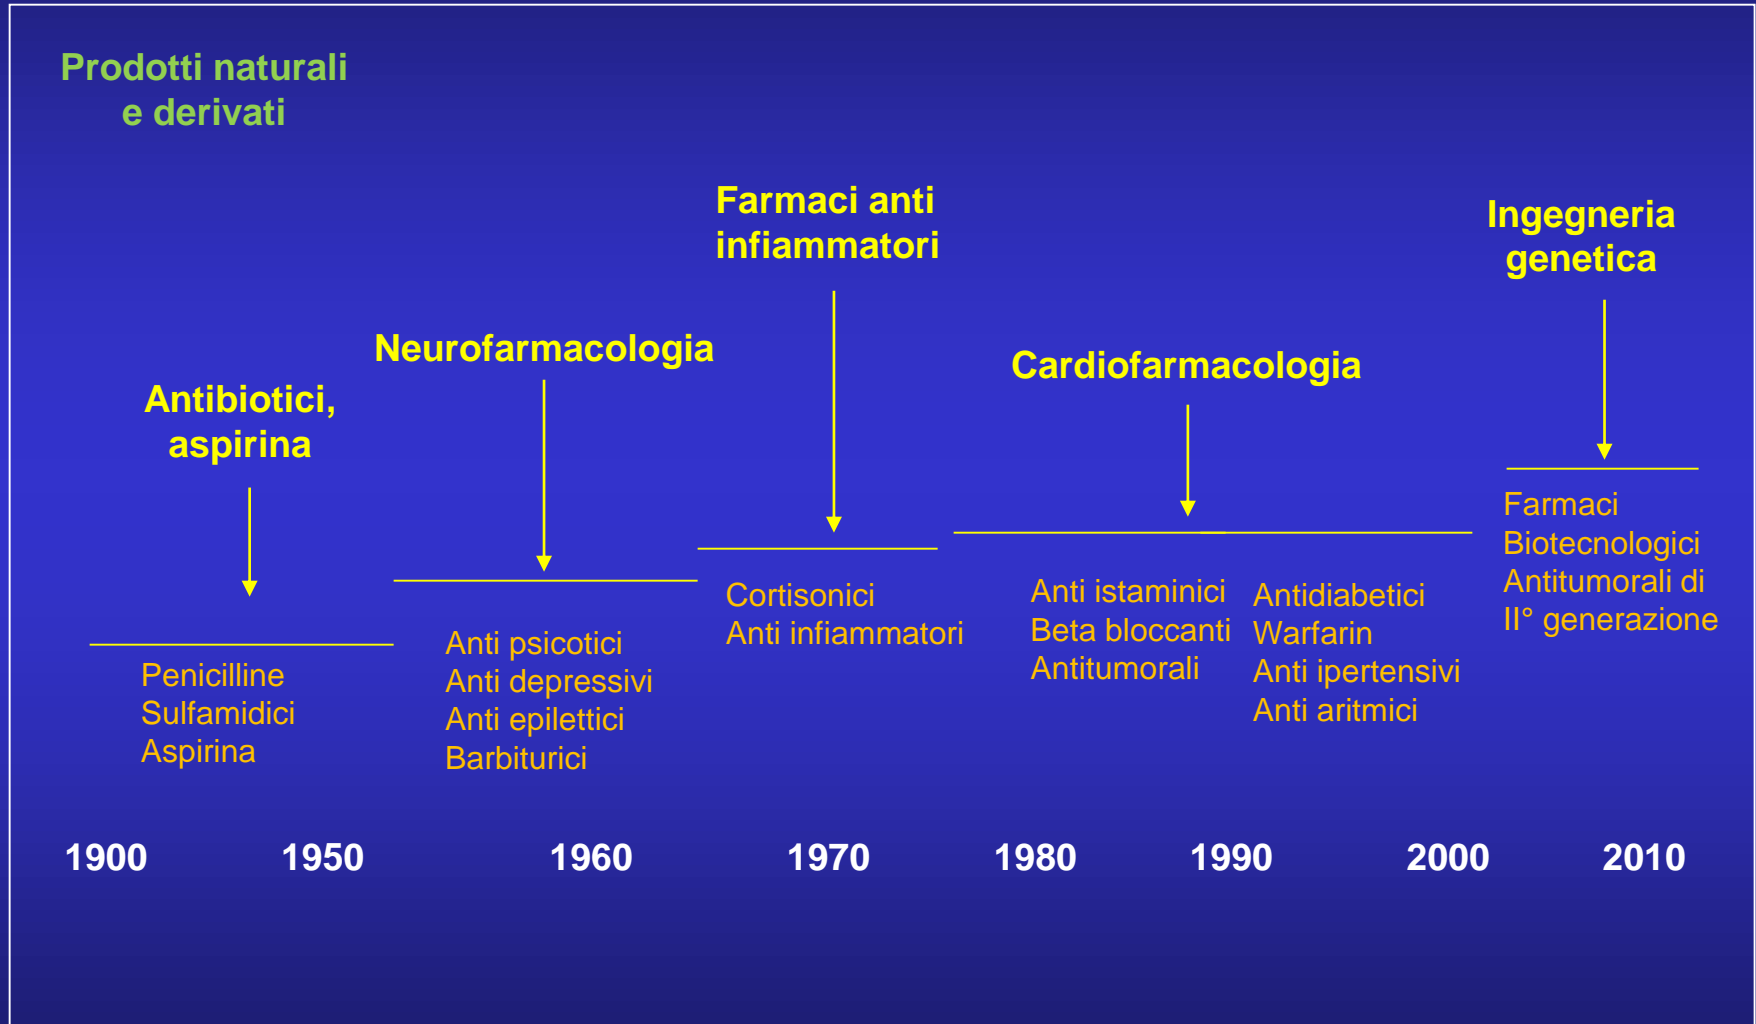 Prodotti naturali
e derivati
Antibiotici,
aspirina
Penicilline
Sulfamidici
Aspirina
Neurofarmacologia
Anti psicotici
Anti depressivi
Anti epilettici
Barbiturici
Farmaci anti
infiammatori
Cortisonici
Anti infiammatori
Cardiofarmacologia
Anti istaminici
Beta bloccanti
Antitumorali
Antidiabetici
Warfarin
Anti ipertensivi
Anti aritmici
Ingegneria
genetica
Farmaci
Biotecnologici
Antitumorali di
II° generazione
1900 1950 1960 1970 1980 1990 2000 2010